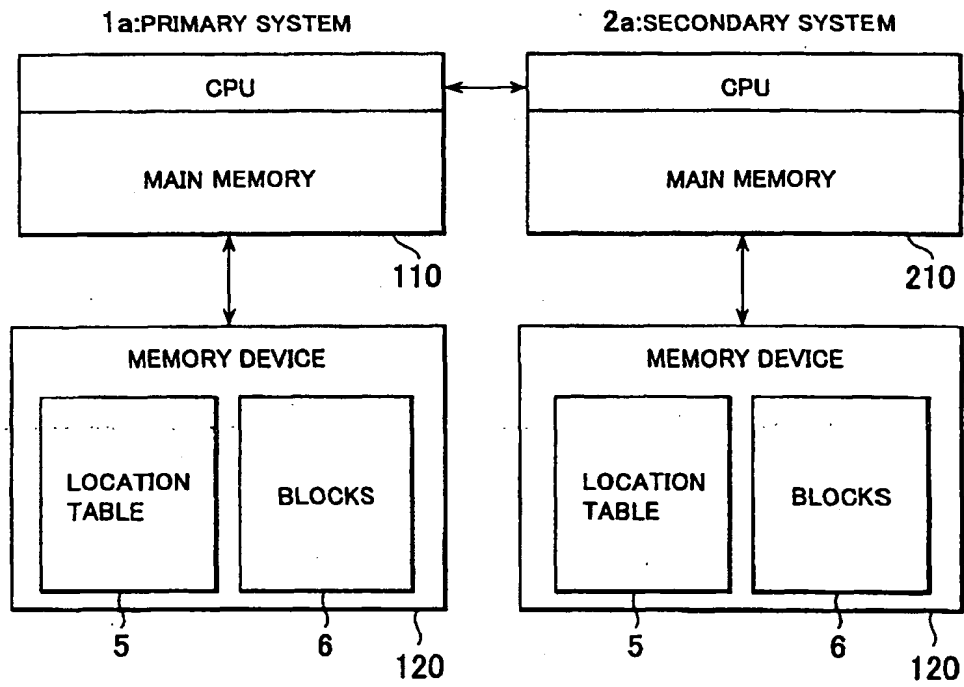 1a:PRIMARY SYSTEM
CPU
MAIN MEMORY
110
MEMORY DEVICE
LOCATION
TABLE
BLOCKS
5
6
120
2a:SECONDARY SYSTEM
CPU
MAIN MEMORY
210
MEMORY DEVICE
LOCATION
TABLE
BLOCKS
5
6
120